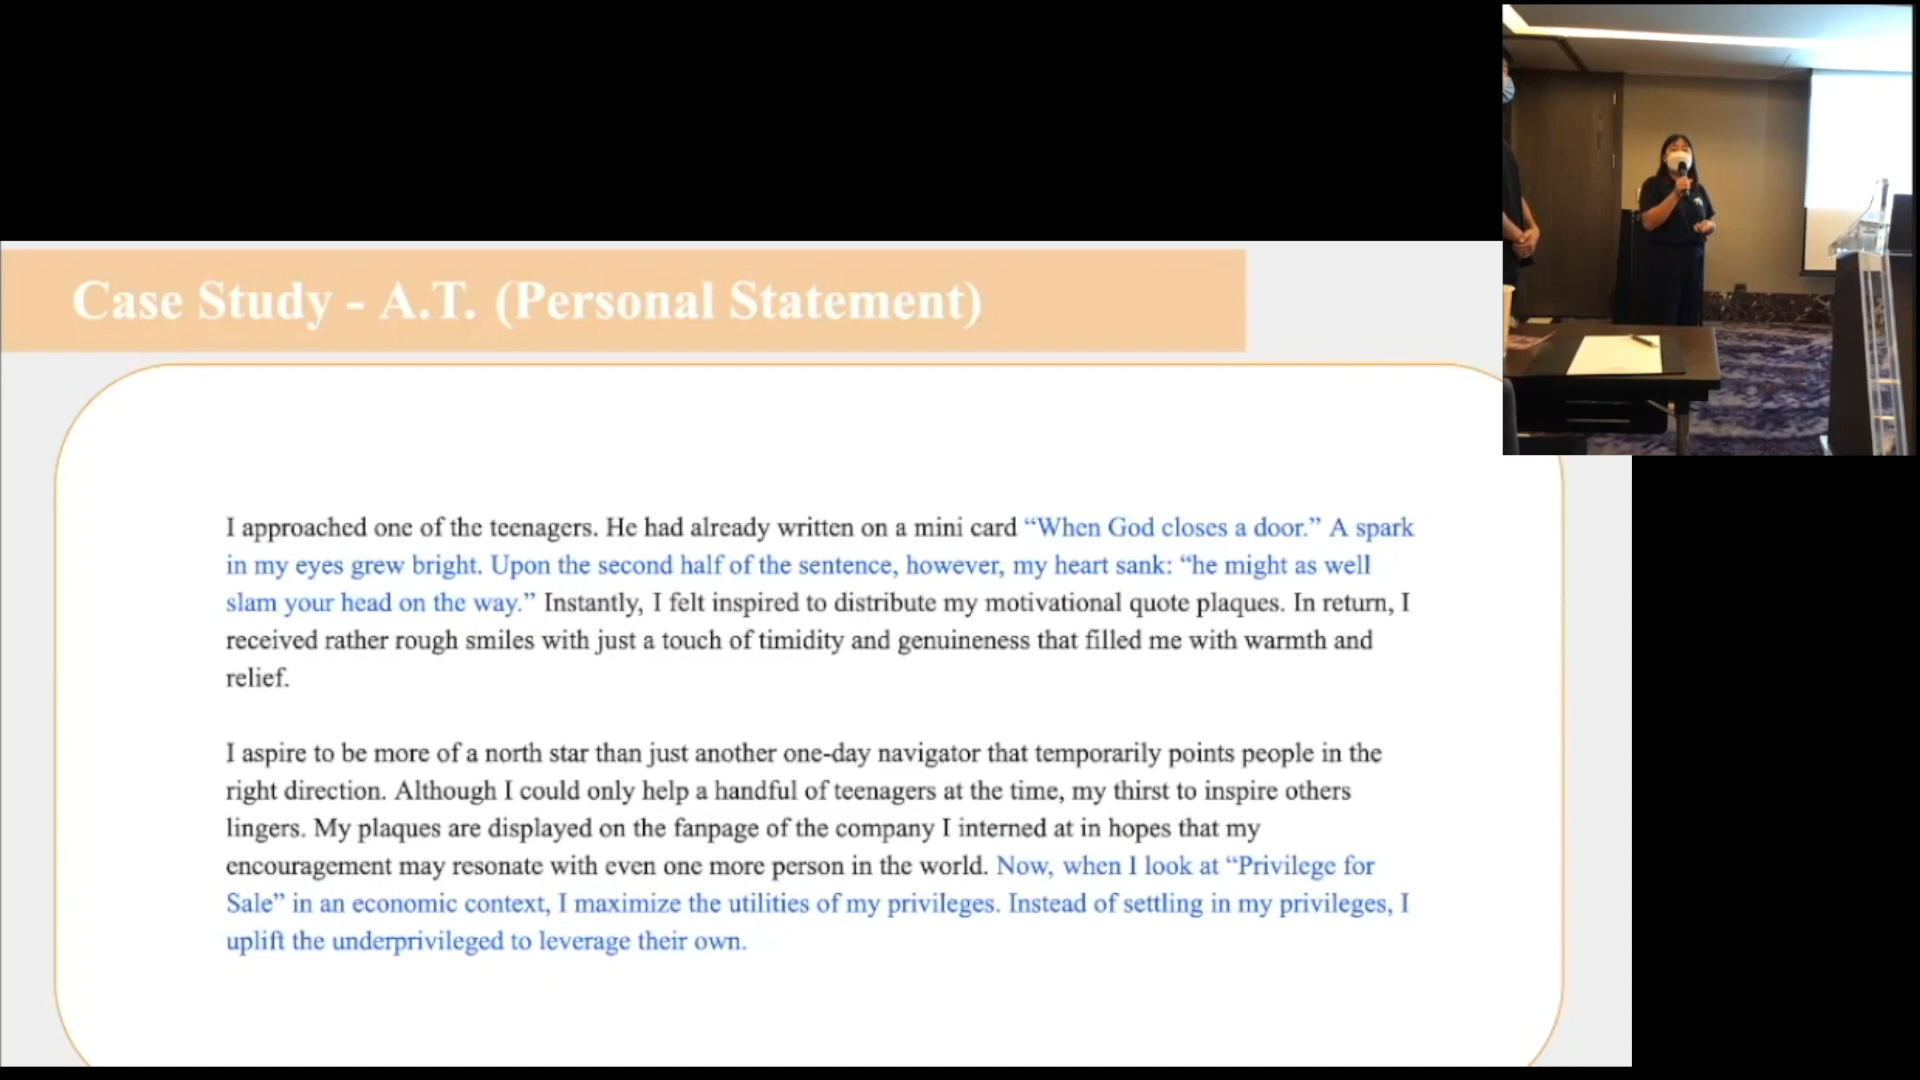 Case Study - A.T. (Personal Statement)
I approached one of the teenagers. He had already written on a mini card “When God closes a door.” A spark
in my eyes grew bright. Upon the second half of the sentence, however, my heart sank: “he might as well
slam your head on the way.” Instantly, I felt inspired to distribute my motivational quote plaques. In return, I
received rather rough smiles with just a touch of timidity and genuineness that filled me with warmth and
relief.
I aspire to be more of a north star than just another one-day navigator that temporarily points people in the
right direction. Although I could only help a handful of teenagers at the time, my thirst to inspire others
lingers. My plaques are displayed on the fanpage of the company I interned at in hopes that my
encouragement may resonate with even one more person in the world. Now, when I look at “Privilege for
Sale” in an economic context, I maximize the utilities of my privileges. Instead of settling in my privileges, I
uplift the underprivileged to leverage their own.